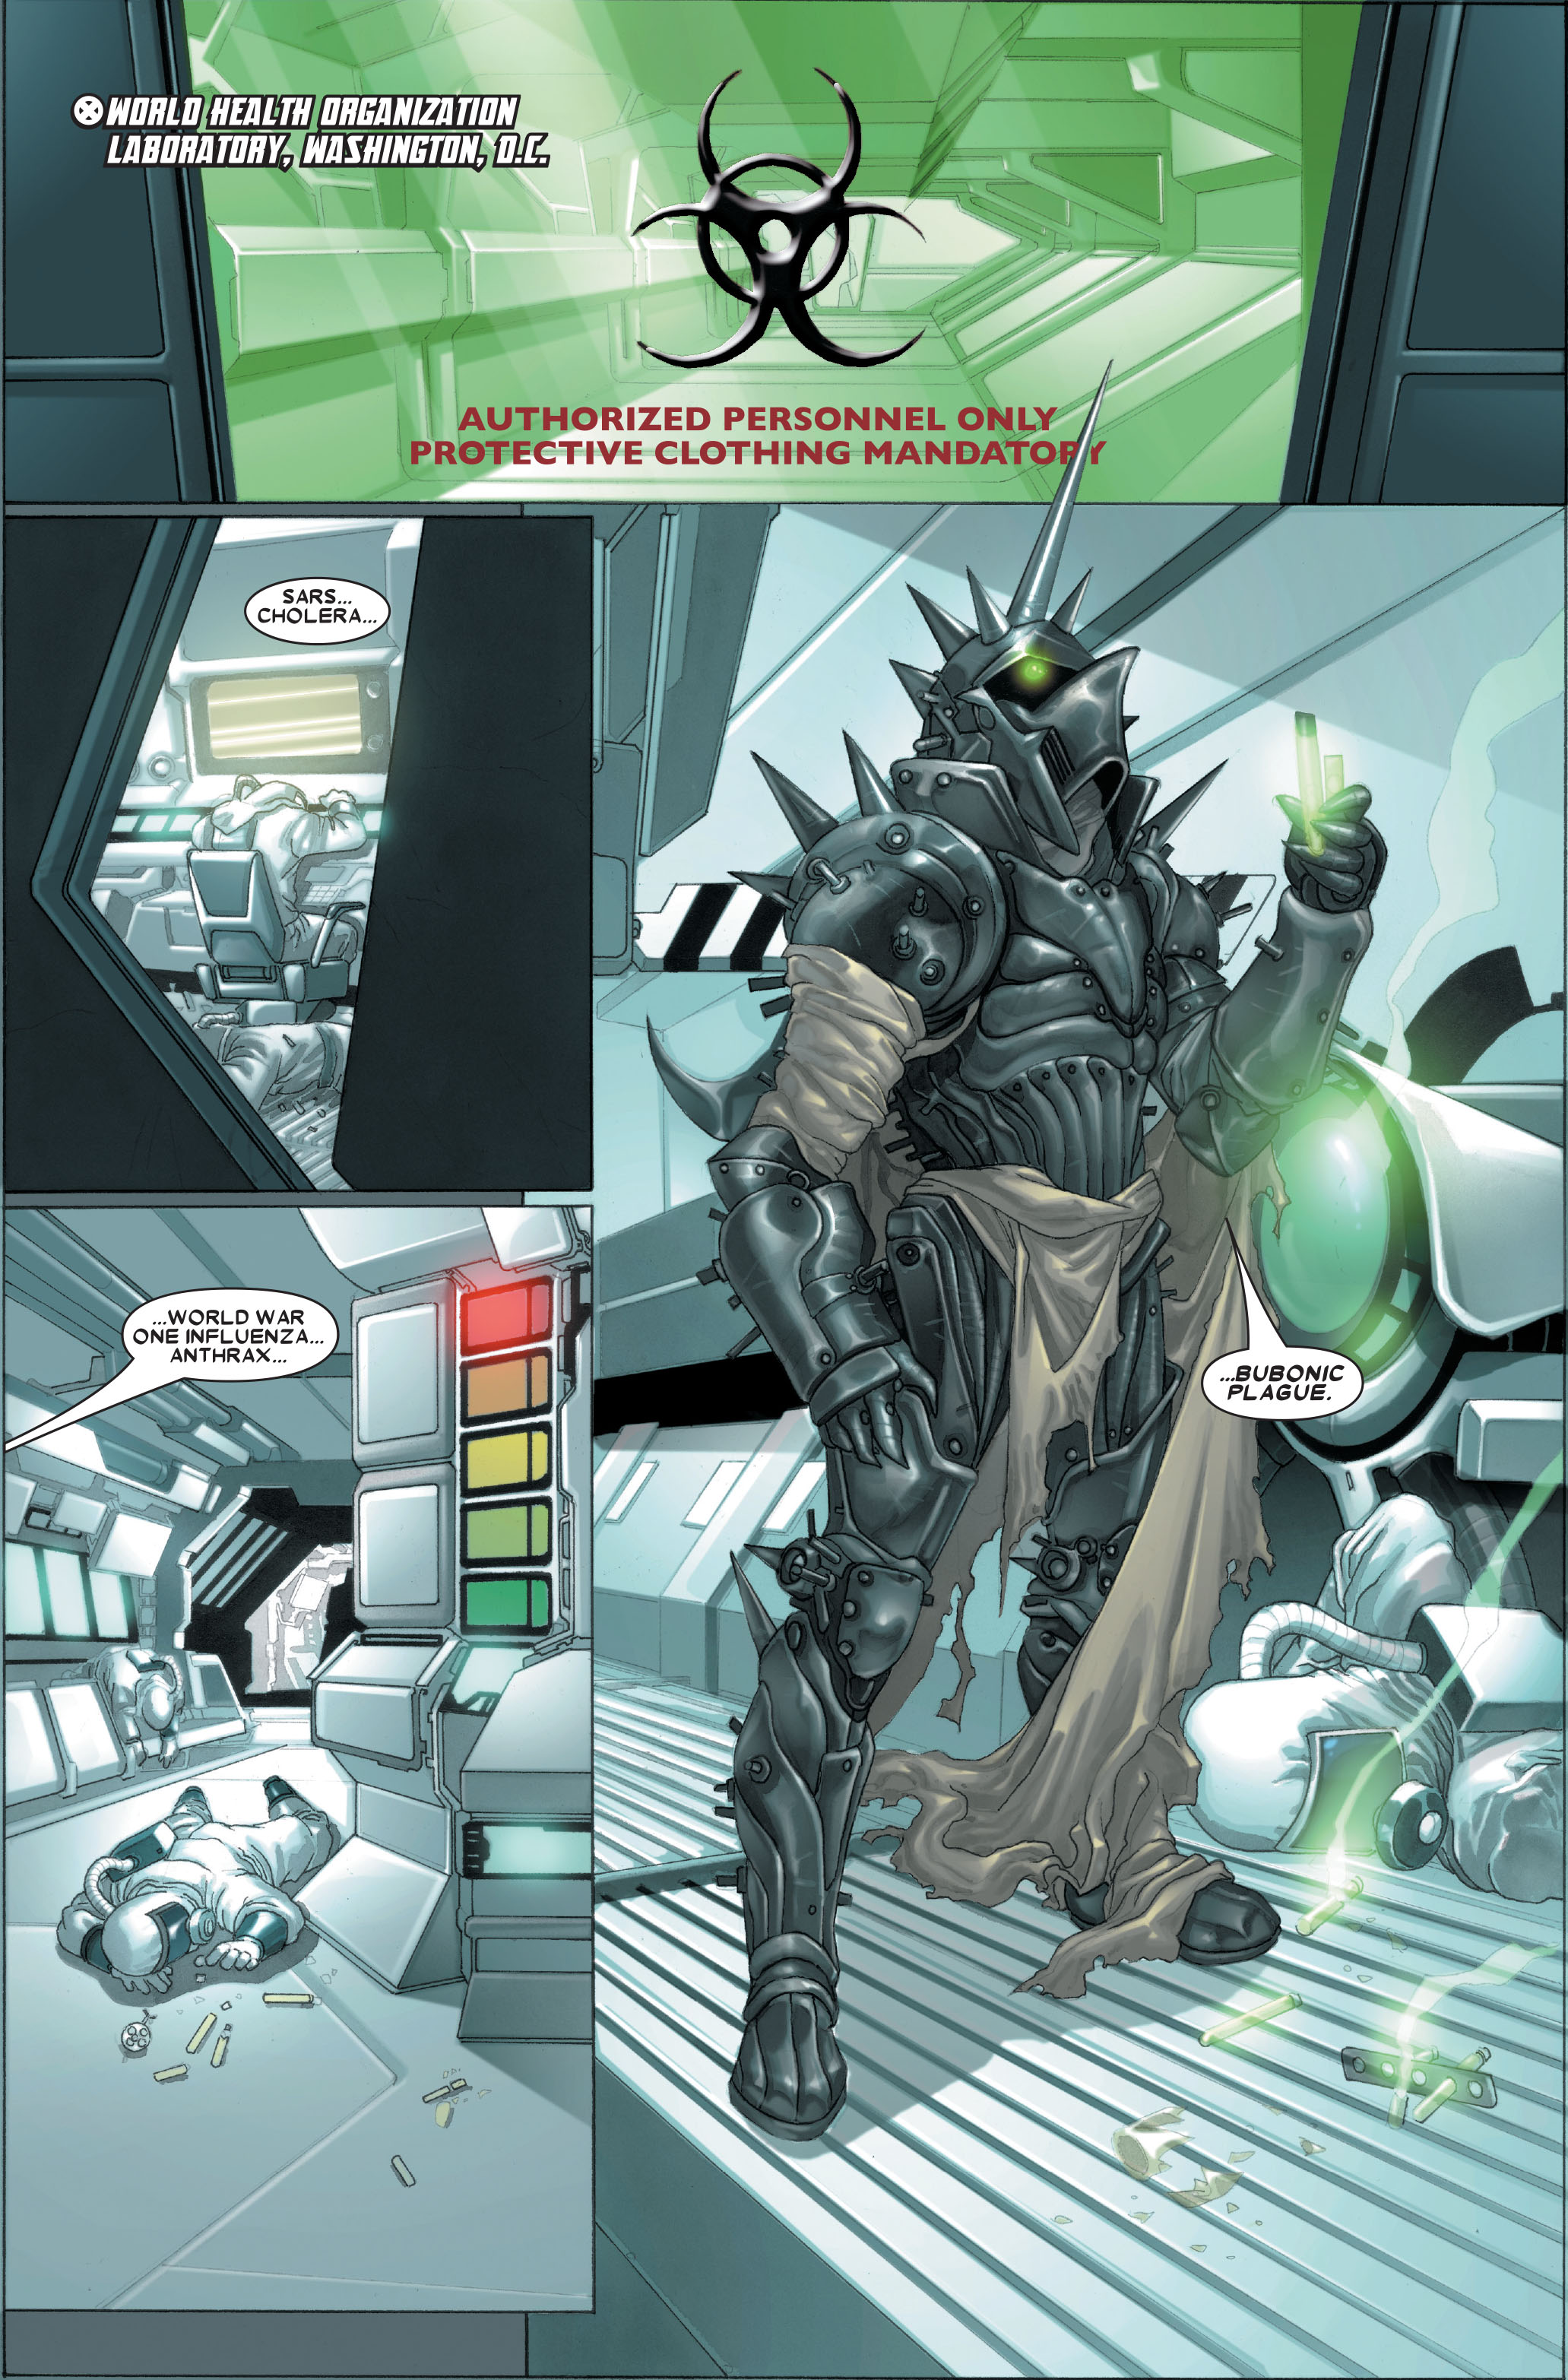 WORLD HEALTH ORGANIZATION
LABORATORY, WASHINGTON, D.C.
AUTHORIZED PERSONNEL ONLY
PROTECTIVE CLOTHING MANDATORY
SARS...
CHOLERA...
...WORLD WAR
ONE INFLUENZA...
ANTHRAX...
...BUBONIC
PLAGUE.